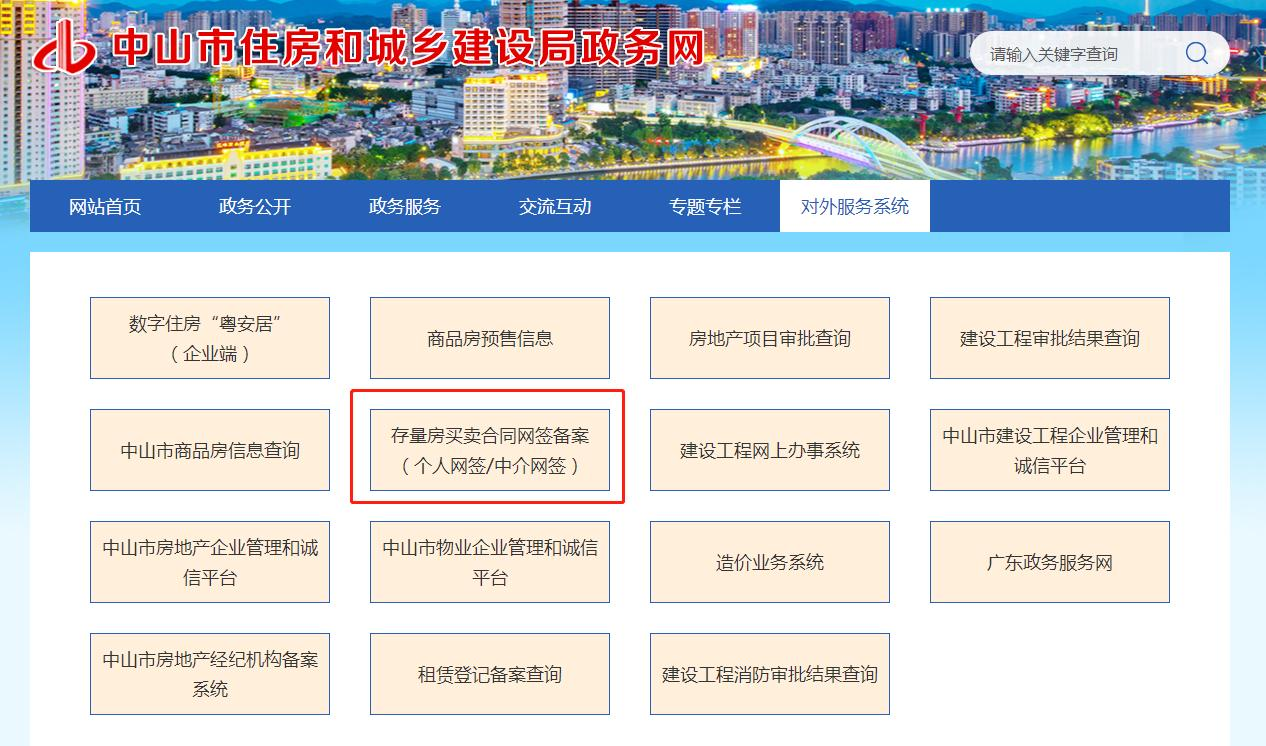 中山市住房和城乡建设局政务网
请输入关键字查询
网站首页 政务公开 政务服务 交流互动 专题专栏 对外服务系统
数字住房“粤安居”
（企业端）
商品房预售信息
房地产项目审批查询
建设工程审批结果查询
中山市商品房信息查询
存量房买卖合同网签备案
（个人网签/中介网签）
建设工程网上办事系统
中山市建设工程企业管理和
诚信平台
中山市房地产企业管理和诚
信平台
中山市物业企业管理和诚信
平台
造价业务系统
广东政务服务网
中山市房地产经纪机构备案
系统
租赁登记备案查询
建设工程消防审批结果查询